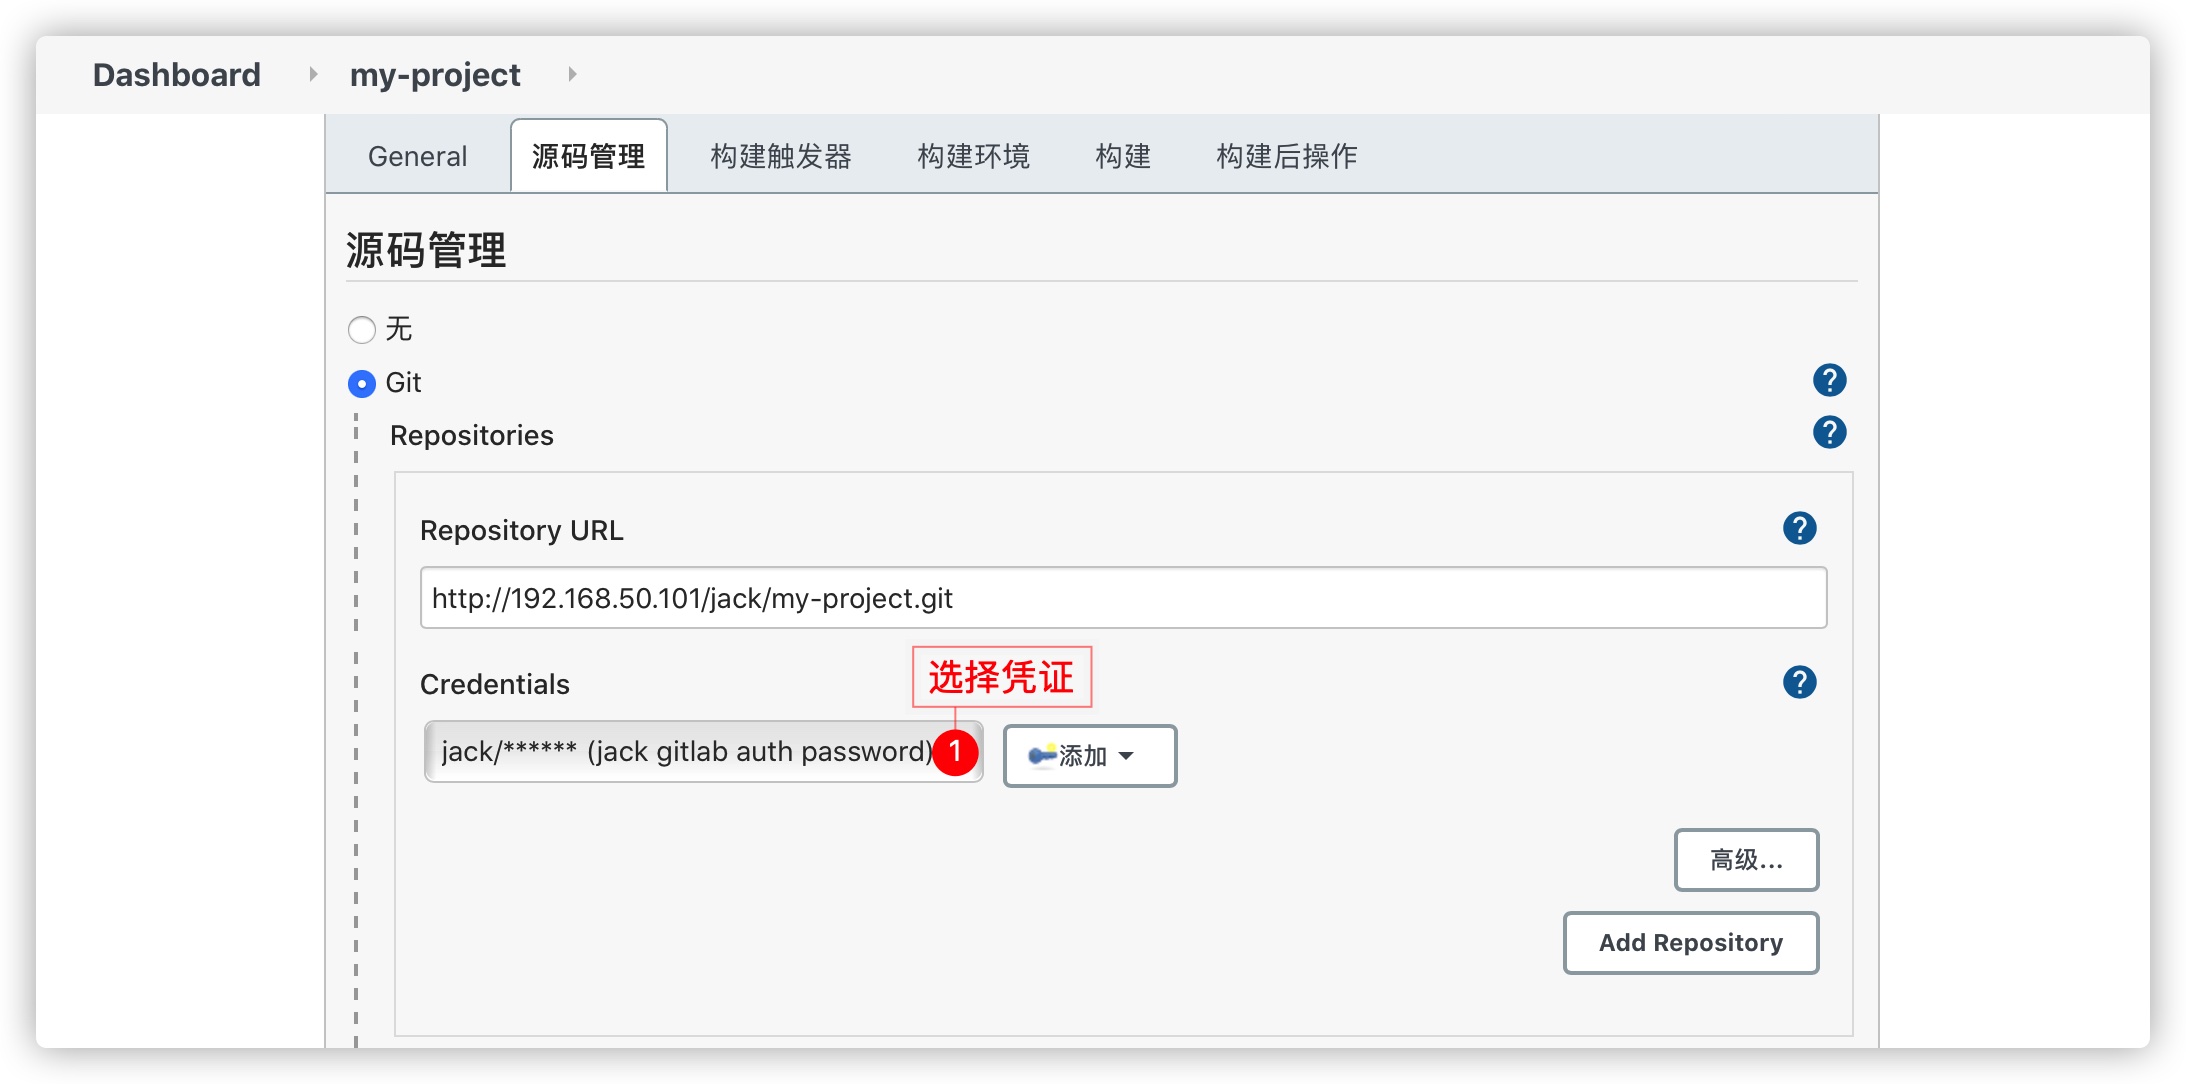 Dashboard my-project
General 源码管理 构建触发器 构建环境 构建 构建后操作
源码管理
无
Git
?
Repositories
?
Repository URL
?
http://192.168.50.101/jack/my-project.git
选择凭证
Credentials
?
jack/****** (jack gitlab auth password)
1
添加
高级...
Add Repository